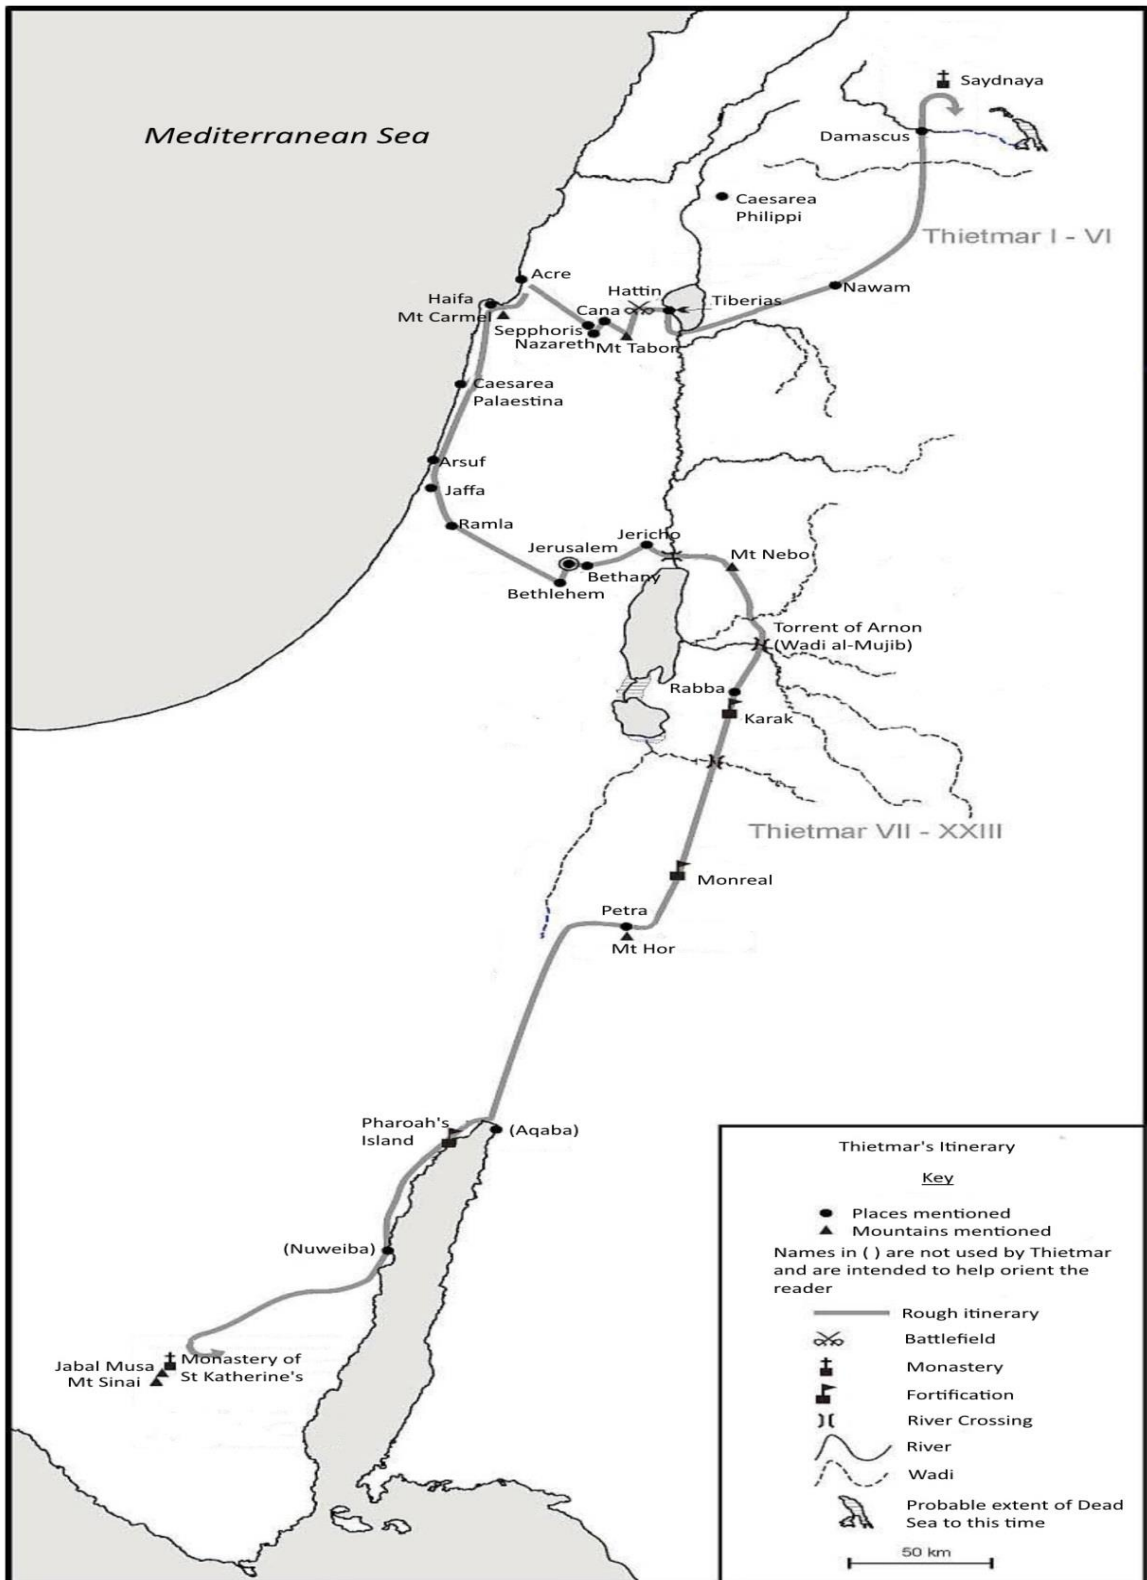 Saydnaya
Mediterranean Sea
Damascus
Caesarea
Philippi
Thietmar I - VI
Acre
Nawam
Hattin
Tiberias
Haifa
Mt Carmel
Cana
Sepphoris
Nazareth
Mt Tabor
Caesarea
Palaestina
Arsuf
Jaffa
Ramla
Jericho
Jerusalem
Mt Nebo
Bethany
Bethlehem
Torrent of Arnon
(Wadi al-Mujib)
Rabba
Karak
Thietmar VII - XXIII
Monreal
Petra
Mt Hor
Pharoah's
Island
(Aqaba)
(Nuweiba)
Jabal Musa
Mt Sinai
Monastery of
St Katherine's
Thietmar's Itinerary
Key
Places mentioned
Mountains mentioned
Names in ( ) are not used by Thietmar
and are intended to help orient the
reader
Rough itinerary
Battlefield
Monastery
Fortification
River Crossing
River
Wadi
Probable extent of Dead
Sea to this time
50 km